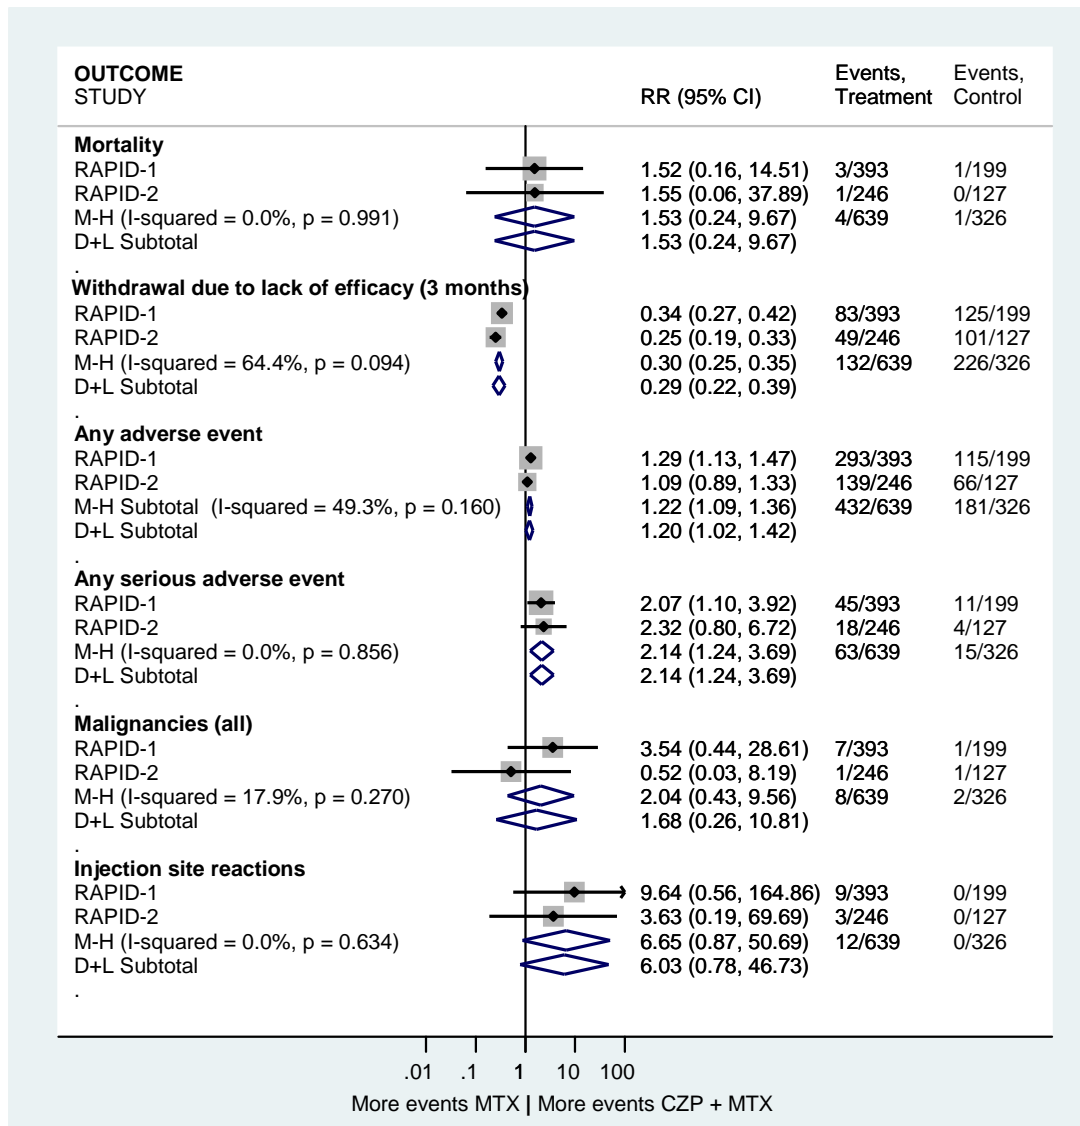 OUTCOME
STUDY RR (95% CI) Events, Treatment Events, Control
Mortality
RAPID-1 1.52 (0.16, 14.51) 3/393 1/199
RAPID-2 1.55 (0.06, 37.89) 1/246 0/127
M-H (I-squared = 0.0%, p = 0.991) 1.53 (0.24, 9.67) 4/639 1/326
D+L Subtotal 1.53 (0.24, 9.67)
.
Withdrawal due to lack of efficacy (3 months)
RAPID-1 0.34 (0.27, 0.42) 83/393 125/199
RAPID-2 0.25 (0.19, 0.33) 49/246 101/127
M-H (I-squared = 64.4%, p = 0.094) 0.30 (0.25, 0.35) 132/639 226/326
D+L Subtotal 0.29 (0.22, 0.39)
.
Any adverse event
RAPID-1 1.29 (1.13, 1.47) 293/393 115/199
RAPID-2 1.09 (0.89, 1.33) 139/246 66/127
M-H Subtotal (I-squared = 49.3%, p = 0.160) 1.22 (1.09, 1.36) 432/639 181/326
D+L Subtotal 1.20 (1.02, 1.42)
.
Any serious adverse event
RAPID-1 2.07 (1.10, 3.92) 45/393 11/199
RAPID-2 2.32 (0.80, 6.72) 18/246 4/127
M-H (I-squared = 0.0%, p = 0.856) 2.14 (1.24, 3.69) 63/639 15/326
D+L Subtotal 2.14 (1.24, 3.69)
.
Malignancies (all)
RAPID-1 3.54 (0.44, 28.61) 7/393 1/199
RAPID-2 0.52 (0.03, 8.19) 1/246 1/127
M-H (I-squared = 17.9%, p = 0.270) 2.04 (0.43, 9.56) 8/639 2/326
D+L Subtotal 1.68 (0.26, 10.81)
.
Injection site reactions
RAPID-1 9.64 (0.56, 164.86) 9/393 0/199
RAPID-2 3.63 (0.19, 69.69) 3/246 0/127
M-H (I-squared = 0.0%, p = 0.634) 6.65 (0.87, 50.69) 12/639 0/326
D+L Subtotal 6.03 (0.78, 46.73)
.
.01 .1 1 10 100
More events MTX | More events CZP + MTX